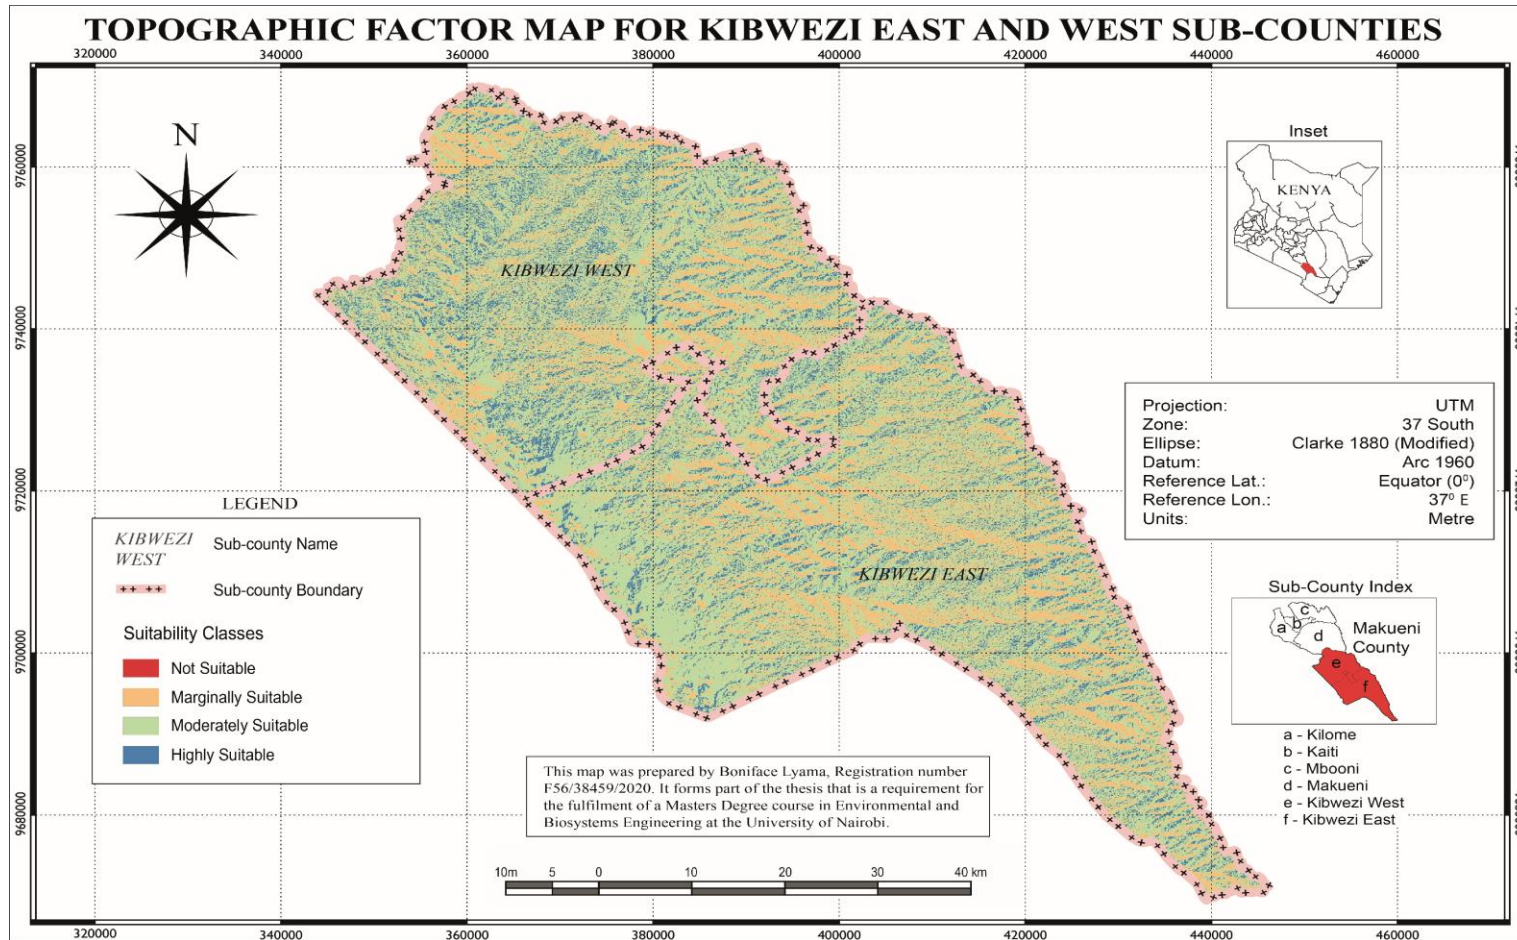 TOPOGRAPHIC FACTOR MAP FOR KIBWEZI EAST AND WEST SUB-COUNTIES
320000 340000 360000 380000 400000 420000 440000 460000
9760000
9740000
9720000
9700000
9680000
N
KIBWEZI WEST
KIBWEZI EAST
Inset
KENYA
Projection: UTM
Zone: 37 South
Ellipse: Clarke 1880 (Modified)
Datum: Arc 1960
Reference Lat.: Equator (0⁰)
Reference Lon.: 37⁰ E
Units: Metre
LEGEND
KIBWEZI
WEST
Sub-county Name
Sub-county Boundary
Suitability Classes
Not Suitable
Marginally Suitable
Moderately Suitable
Highly Suitable
Sub-County Index
a
b
c
d
e
f
Makueni
County
a - Kilome
b - Kaiti
c - Mbooni
d - Makueni
e - Kibwezi West
f - Kibwezi East
This map was prepared by Boniface Lyama, Registration number
F56/38459/2020. It forms part of the thesis that is a requirement for
the fulfilment of a Masters Degree course in Environmental and
Biosystems Engineering at the University of Nairobi.
10m 5 0 10 20 30 40 km
320000 340000 360000 380000 400000 420000 440000 460000